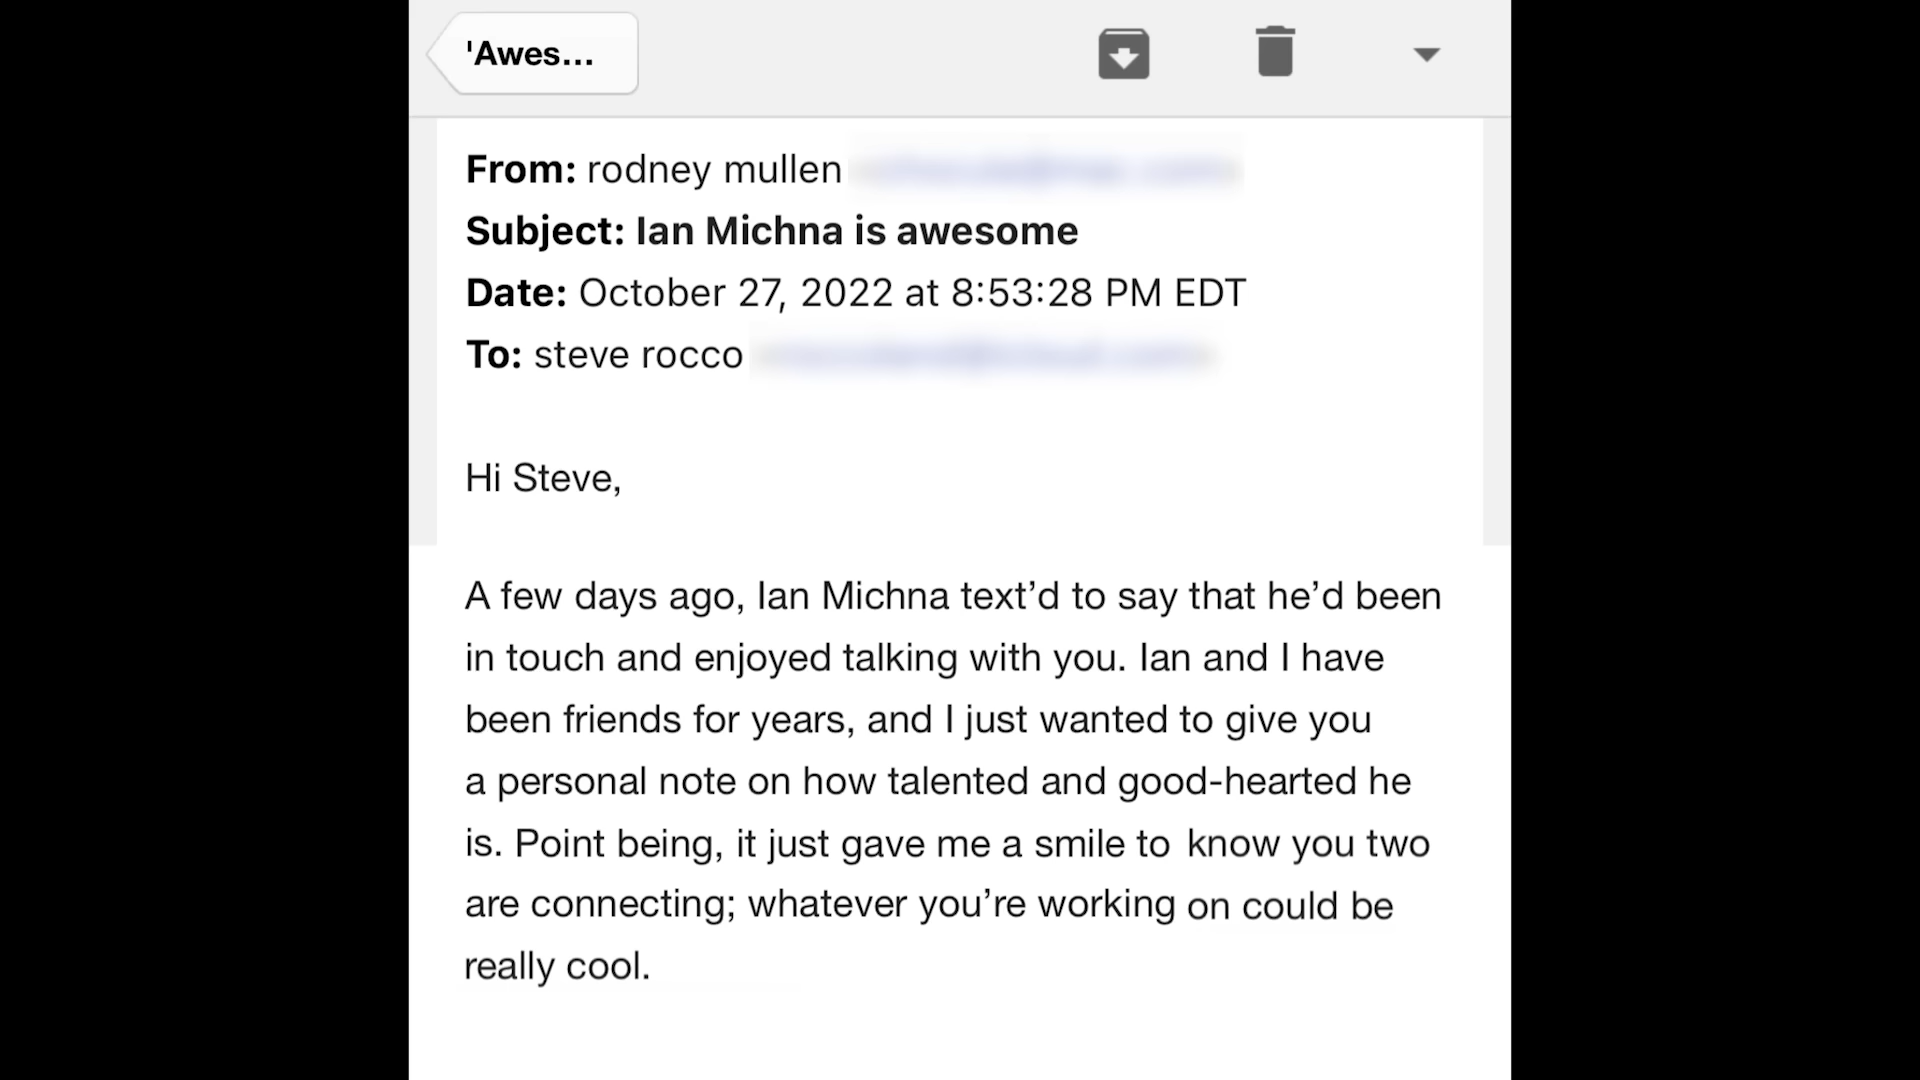 'Awes...
From: rodney mullen
Subject: Ian Michna is awesome
Date: October 27, 2022 at 8:53:28 PM EDT
To: steve rocco
Hi Steve,
A few days ago, Ian Michna text’d to say that he’d been
in touch and enjoyed talking with you. Ian and I have
been friends for years, and I just wanted to give you
a personal note on how talented and good-hearted he
is. Point being, it just gave me a smile to know you two
are connecting; whatever you’re working on could be
really cool.